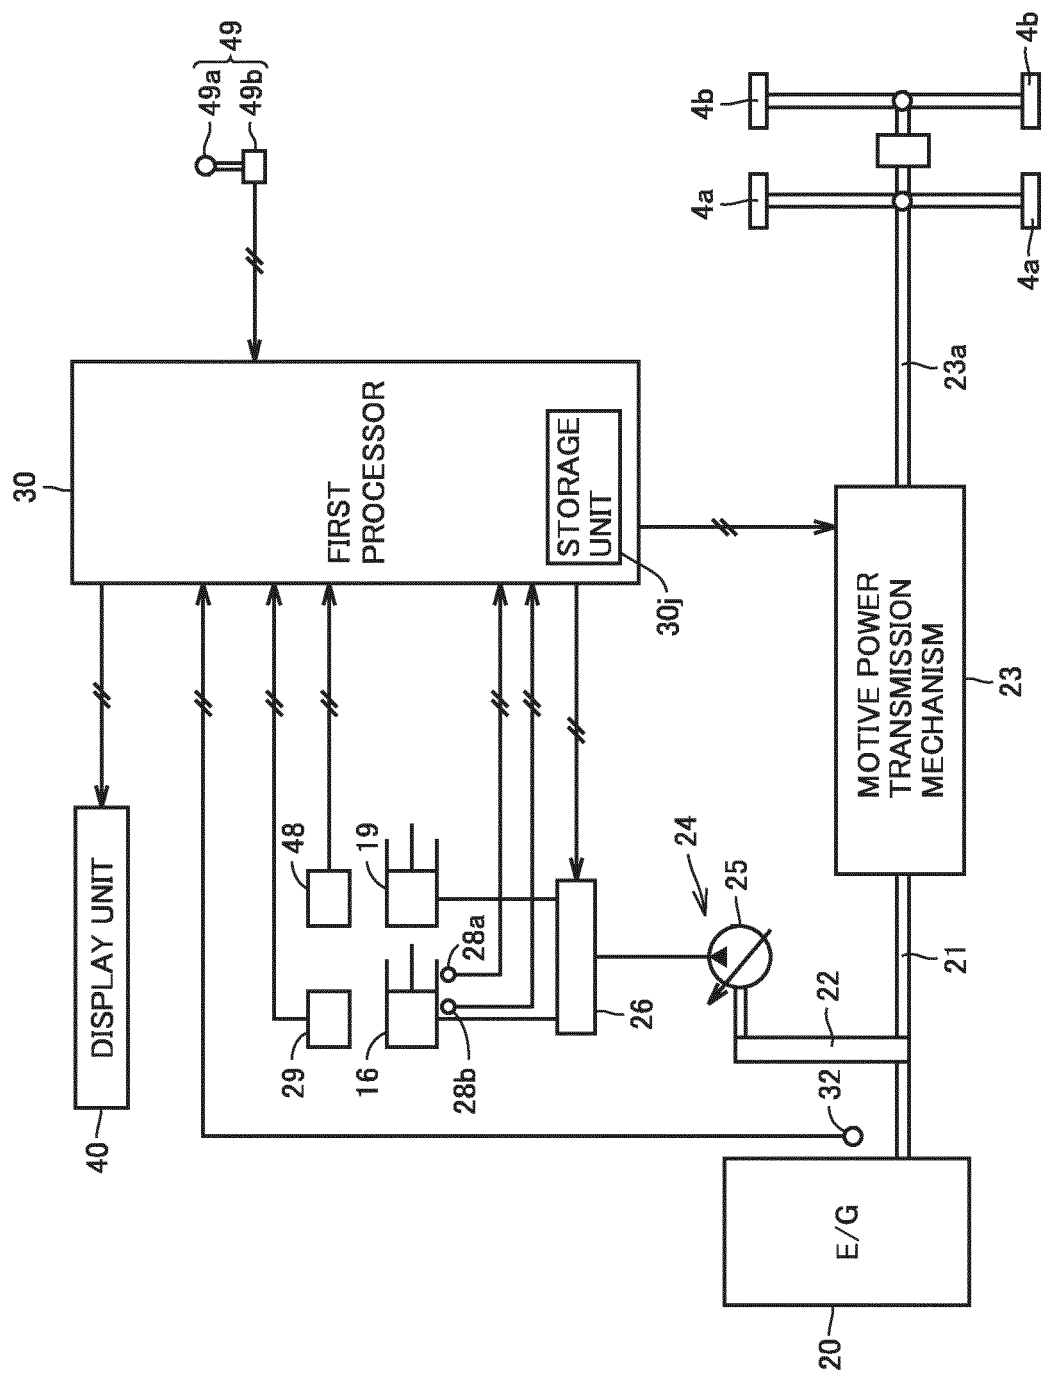 49
49a
49b
4b
4b
4a
4a
30
FIRST
PROCESSOR
STORAGE
UNIT
30j
23a
MOTIVE POWER
TRANSMISSION
MECHANISM
23
DISPLAY UNIT
40
48
19
29
16
28a
28b
26
24
25
22
21
32
E/G
20